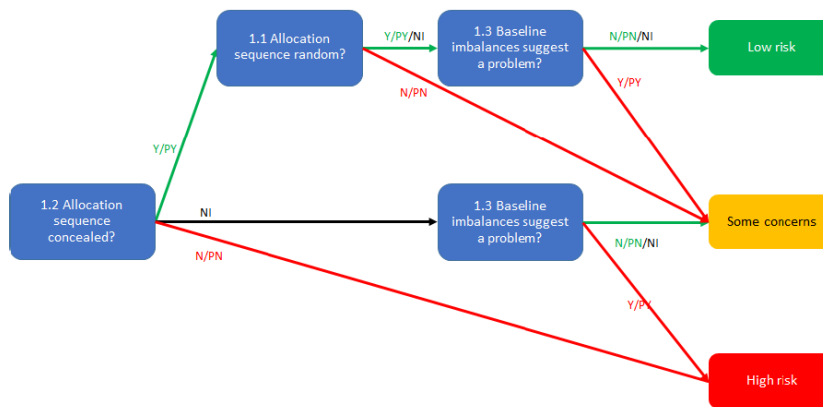 1.1 Allocation
sequence random?
Y/PY/NI
1.3 Baseline
imbalances suggest
a problem?
N/PN/NI
Low risk
N/PN
Y/PY
Y/PY
1.2 Allocation
sequence
concealed?
NI
1.3 Baseline
imbalances suggest
a problem?
N/PN/NI
Some concerns
N/PN
Y/PY
High risk